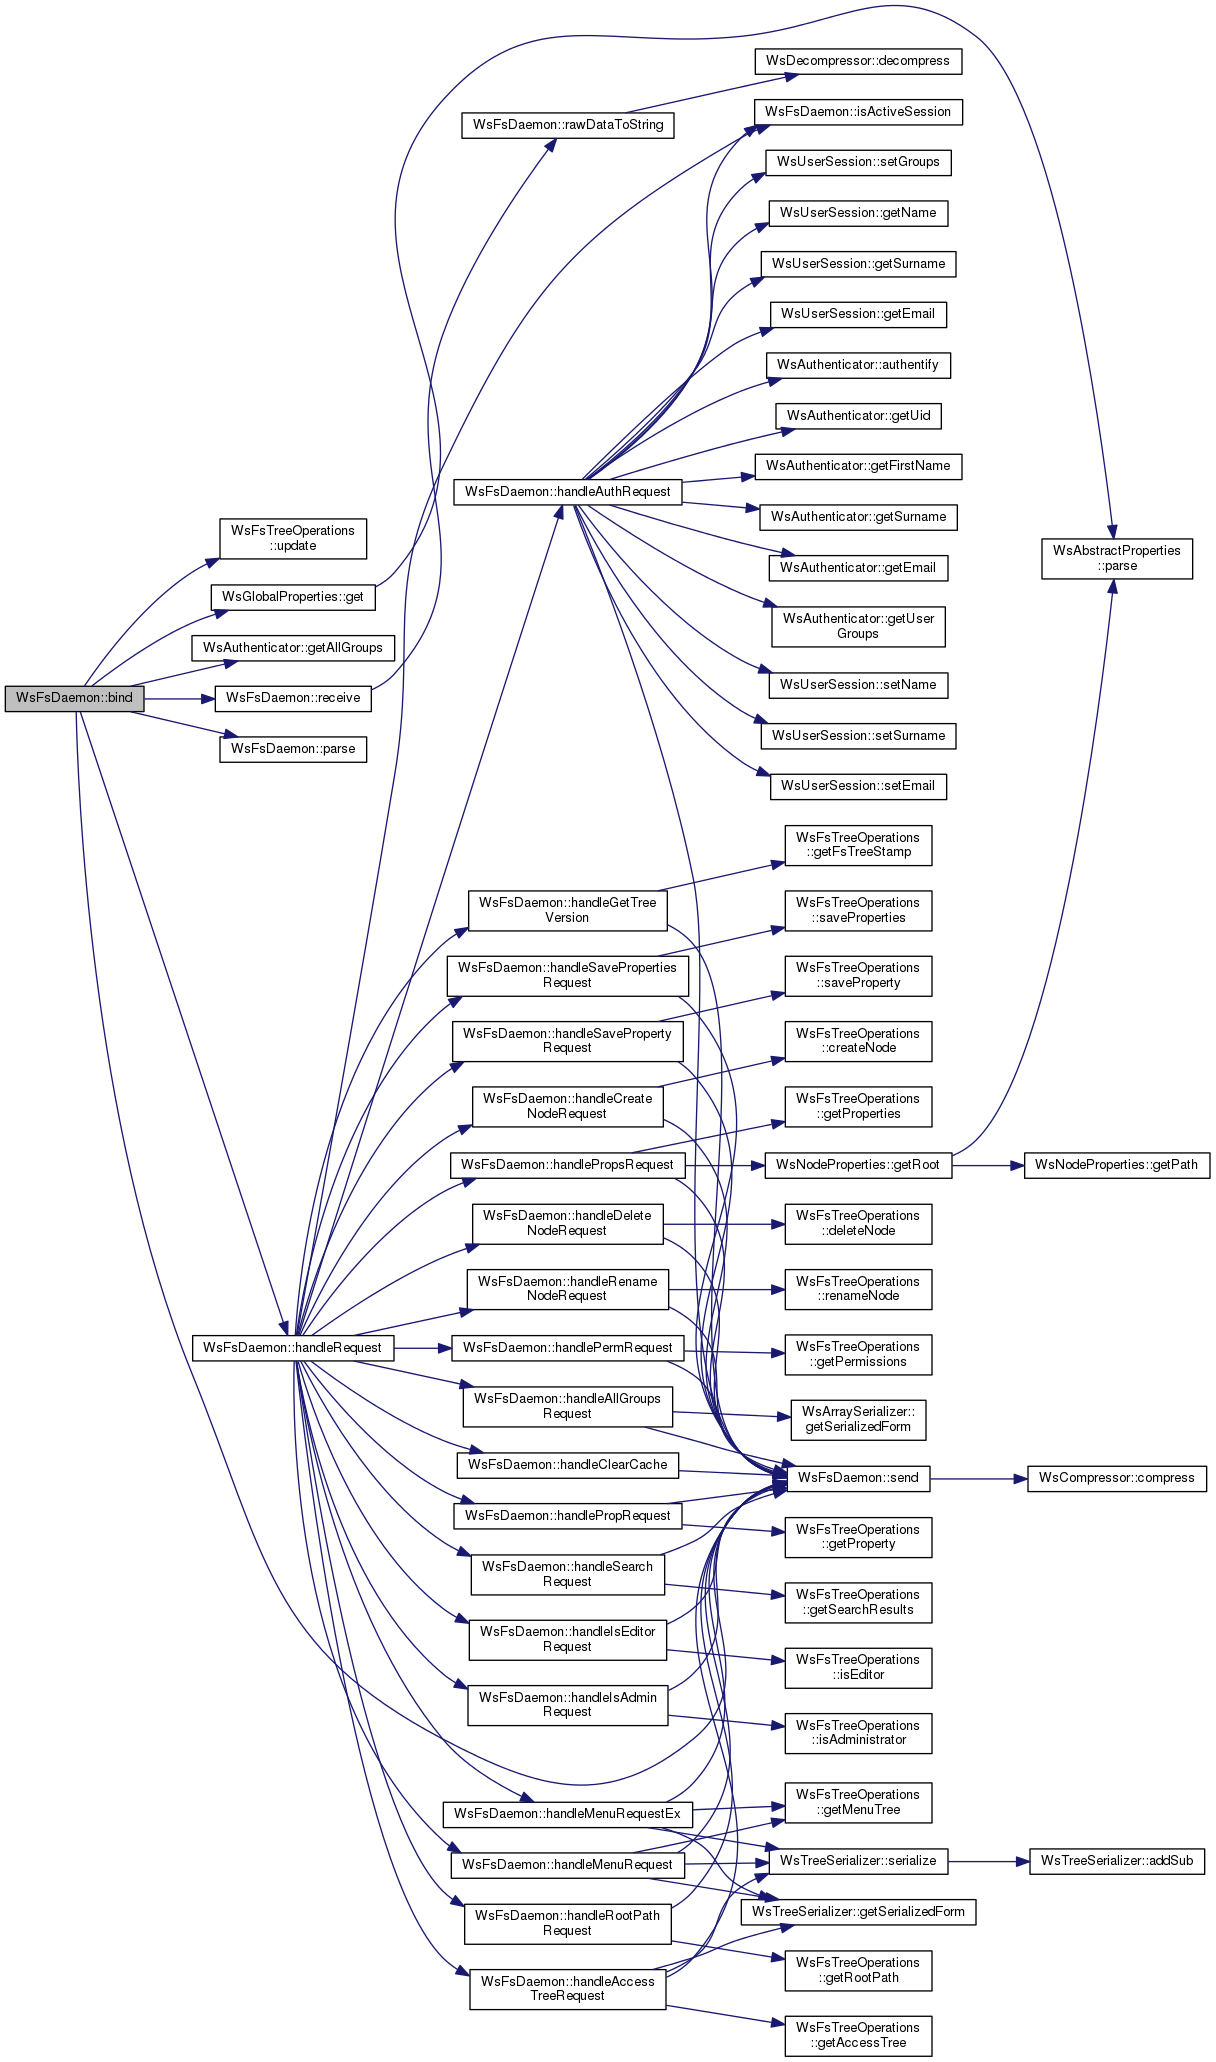 WsFsDaemon::bind
WsFsTreeOperations
::update
WsGlobalProperties::get
WsAuthenticator::getAllGroups
WsFsDaemon::receive
WsFsDaemon::parse
WsFsDaemon::handleRequest
WsFsDaemon::rawDataToString
WsFsDaemon::handleAuthRequest
WsFsDaemon::handleGetTree
Version
WsFsDaemon::handleSaveProperties
Request
WsFsDaemon::handleSaveProperty
Request
WsFsDaemon::handleCreate
NodeRequest
WsFsDaemon::handlePropsRequest
WsFsDaemon::handleDelete
NodeRequest
WsFsDaemon::handleRename
NodeRequest
WsFsDaemon::handlePermRequest
WsFsDaemon::handleAllGroups
Request
WsFsDaemon::handleClearCache
WsFsDaemon::handlePropRequest
WsFsDaemon::handleSearch
Request
WsFsDaemon::handleIsEditor
Request
WsFsDaemon::handleIsAdmin
Request
WsFsDaemon::handleMenuRequestEx
WsFsDaemon::handleMenuRequest
WsFsDaemon::handleRootPath
Request
WsFsDaemon::handleAccess
TreeRequest
WsDecompressor::decompress
WsFsDaemon::isActiveSession
WsUserSession::setGroups
WsUserSession::getName
WsUserSession::getSurname
WsUserSession::getEmail
WsAuthenticator::authentify
WsAuthenticator::getUid
WsAuthenticator::getFirstName
WsAuthenticator::getSurname
WsAuthenticator::getEmail
WsAuthenticator::getUser
Groups
WsUserSession::setName
WsUserSession::setSurname
WsUserSession::setEmail
WsFsTreeOperations
::getFsTreeStamp
WsFsTreeOperations
::saveProperties
WsFsTreeOperations
::saveProperty
WsFsTreeOperations
::createNode
WsFsTreeOperations
::getProperties
WsNodeProperties::getRoot
WsFsTreeOperations
::deleteNode
WsFsTreeOperations
::renameNode
WsFsTreeOperations
::getPermissions
WsArraySerializer::
getSerializedForm
WsFsDaemon::send
WsFsTreeOperations
::getProperty
WsFsTreeOperations
::getSearchResults
WsFsTreeOperations
::isEditor
WsFsTreeOperations
::isAdministrator
WsFsTreeOperations
::getMenuTree
WsTreeSerializer::serialize
WsTreeSerializer::getSerializedForm
WsFsTreeOperations
::getRootPath
WsFsTreeOperations
::getAccessTree
WsAbstractProperties
::parse
WsNodeProperties::getPath
WsCompressor::compress
WsTreeSerializer::addSub